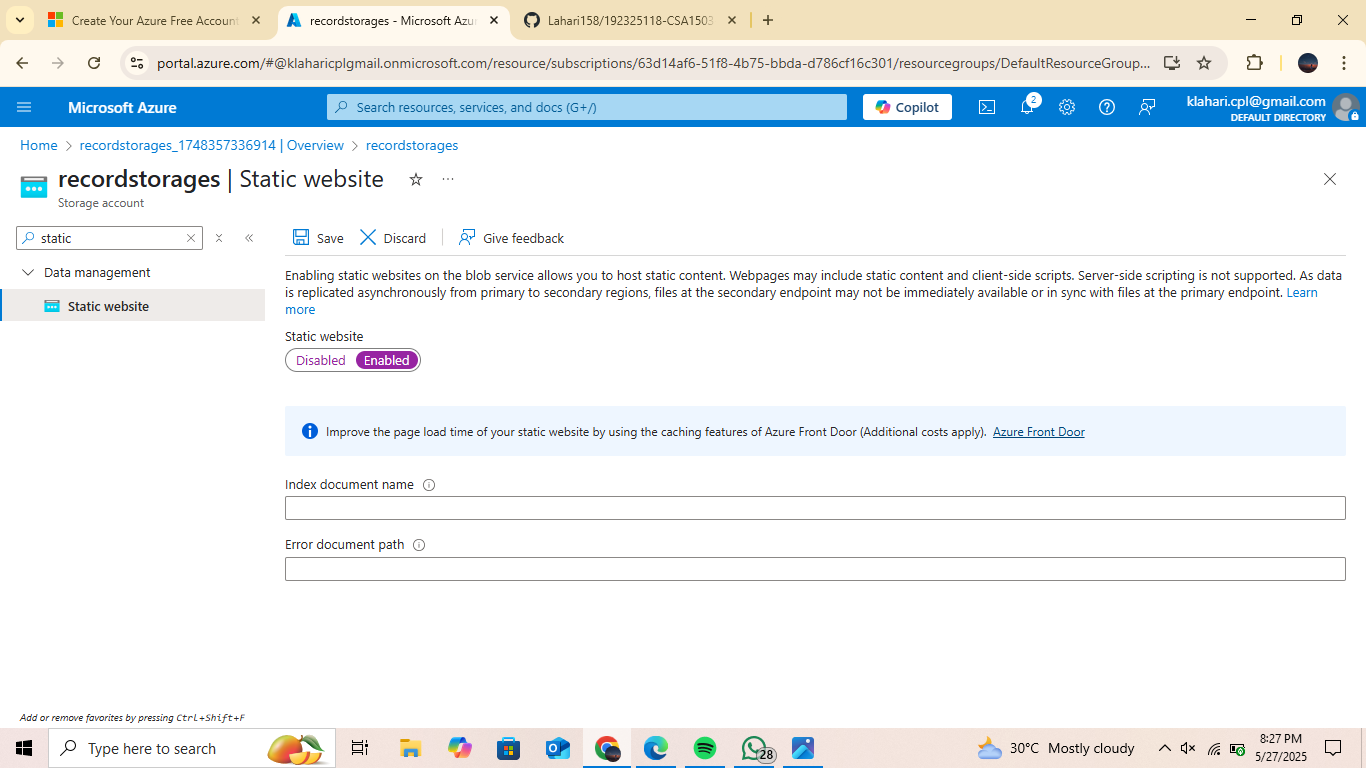 Create Your Azure Free Account
recordstorages - Microsoft Azu
Lahari158/192325118-CSA1503
portal.azure.com/#@klaharicplgmail.onmicrosoft.com/resource/subscriptions/63d14af6-51f8-4b75-bbda-d786cf16c301/resourcegroups/DefaultResourceGroup...
Microsoft Azure
Search resources, services, and docs (G+/)
Copilot
2
klahari.cpl@gmail.com
DEFAULT DIRECTORY
Home > recordstorages_1748357336914 | Overview > recordstorages
recordstorages | Static website
Storage account
static
Save Discard Give feedback
Data management
Static website
Enabling static websites on the blob service allows you to host static content. Webpages may include static content and client-side scripts. Server-side scripting is not supported. As data
is replicated asynchronously from primary to secondary regions, files at the secondary endpoint may not be immediately available or in sync with files at the primary endpoint. Learn
more
Static website
Disabled Enabled
Improve the page load time of your static website by using the caching features of Azure Front Door (Additional costs apply). Azure Front Door
Index document name
Error document path
Add or remove favorites by pressing Ctrl+Shift+F
Type here to search
28
30°C Mostly cloudy
8:27 PM
5/27/2025